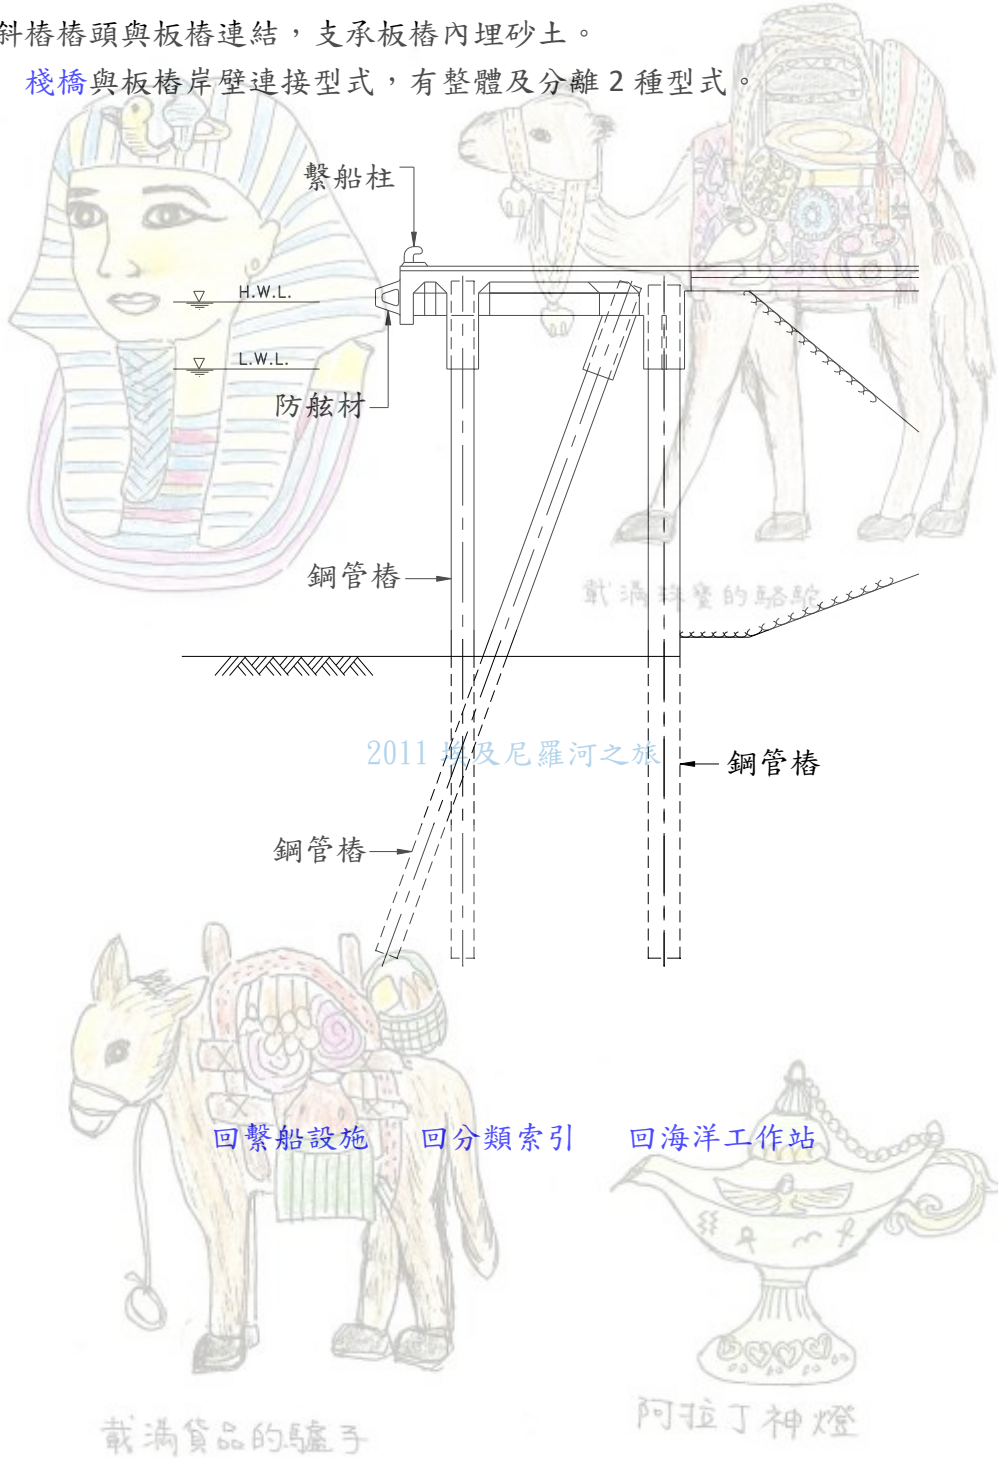 斜樁樁頭與板樁連結，支承板樁內埋砂土。
棧橋與板樁岸壁連接型式，有整體及分離 2 種型式。
繫船柱
H.W.L.
L.W.L.
防舷材
鋼管樁
載滿珠寶的駱駝
2011 埃及尼羅河之旅
鋼管樁
鋼管樁
回繫船設施 回分類索引 回海洋工作站
載滿貨品的驢子
阿拉丁神燈